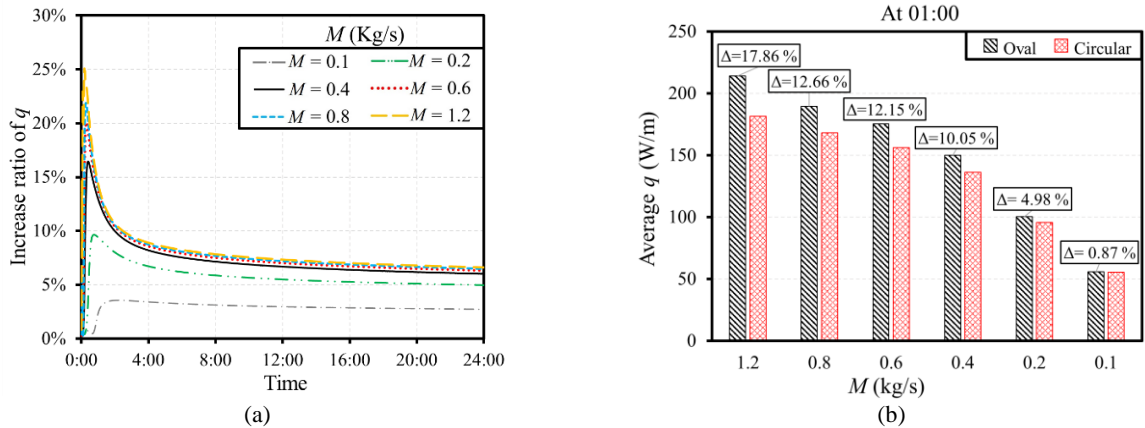 30%
25%
20%
15%
10%
5%
0%
Increase ratio of q
M (Kg/s)
M = 0.1
M = 0.2
M = 0.4
M = 0.6
M = 0.8
M = 1.2
0:00 4:00 8:00 12:00 16:00 20:00 24:00
Time
(a)
At 01:00
250
200
150
100
50
0
Average q (W/m)
Oval Circular
Δ=17.86 %
Δ=12.66 %
Δ=12.15 %
Δ=10.05 %
Δ= 4.98 %
Δ= 0.87 %
1.2 0.8 0.6 0.4 0.2 0.1
M (kg/s)
(b)